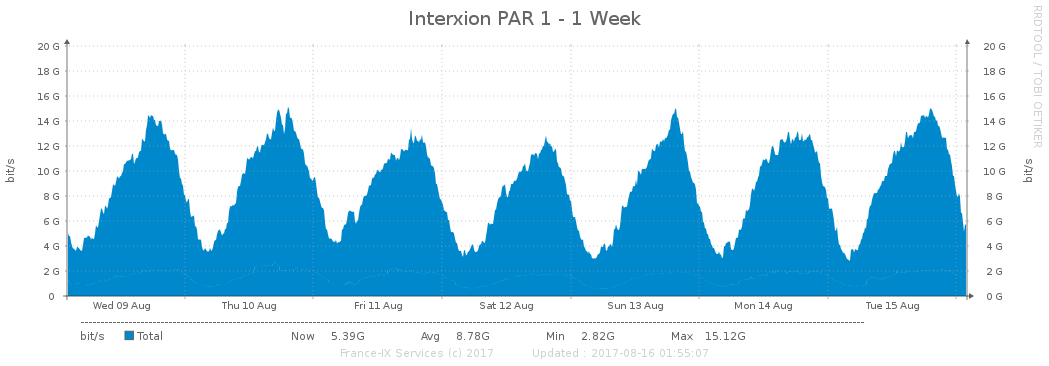 Interxion PAR 1 - 1 Week
RRDTOOL / TOBI OETIKER
20 G 20 G
18 G 18 G
16 G 16 G
14 G 14 G
12 G 12 G
10 G 10 G
8 G 8 G
6 G 6 G
4 G 4 G
2 G 2 G
0 0 G
bit/s
bit/s
Wed 09 Aug Thu 10 Aug Fri 11 Aug Sat 12 Aug Sun 13 Aug Mon 14 Aug Tue 15 Aug
bit/s Total Now 5.39G Avg 8.78G Min 2.82G Max 15.12G
France-IX Services (c) 2017 Updated : 2017-08-16 01:55:07